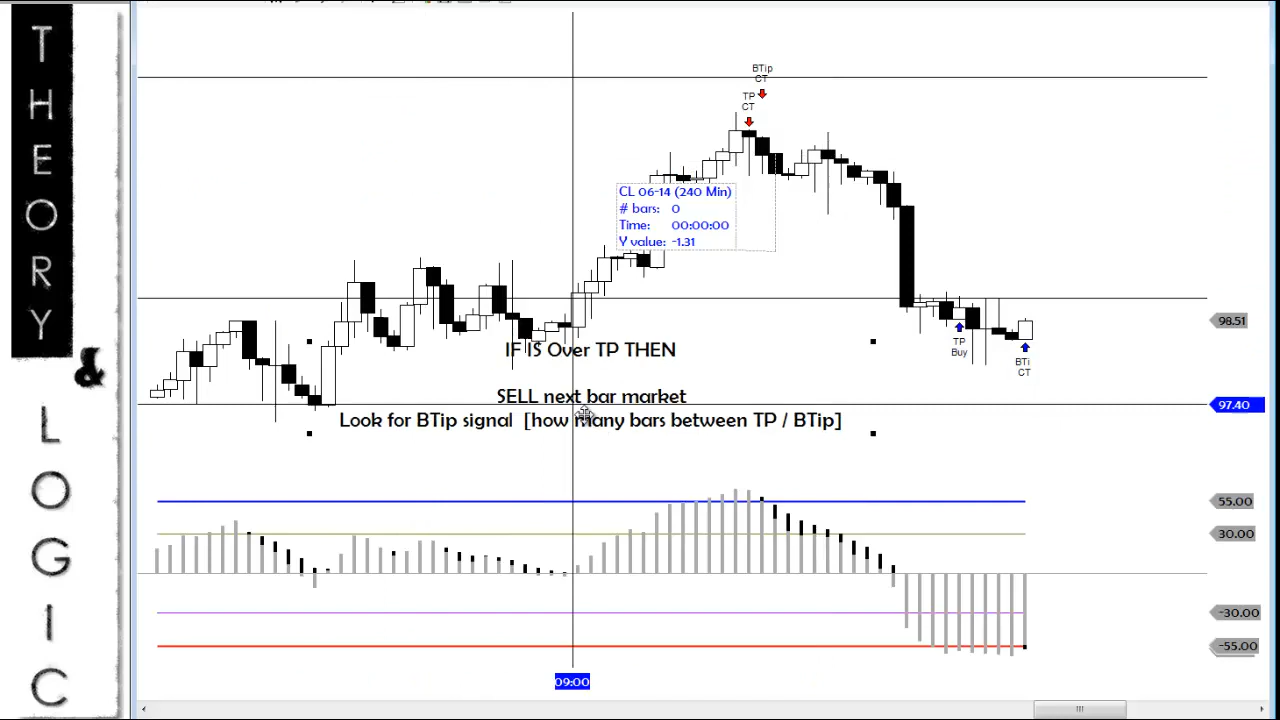 THEORY
&
LOGIC
BTip
CT
TP
CT
CL 06-14 (240 Min)
# bars: 0
Time: 00:00:00
Y value: -1.31
98.51
TP
Buy
BTi
CT
IF IS Over TP THEN
SELL next bar market
97.40
Look for BTip signal [how many bars between TP / BTip]
55.00
30.00
-30.00
-55.00
09:00